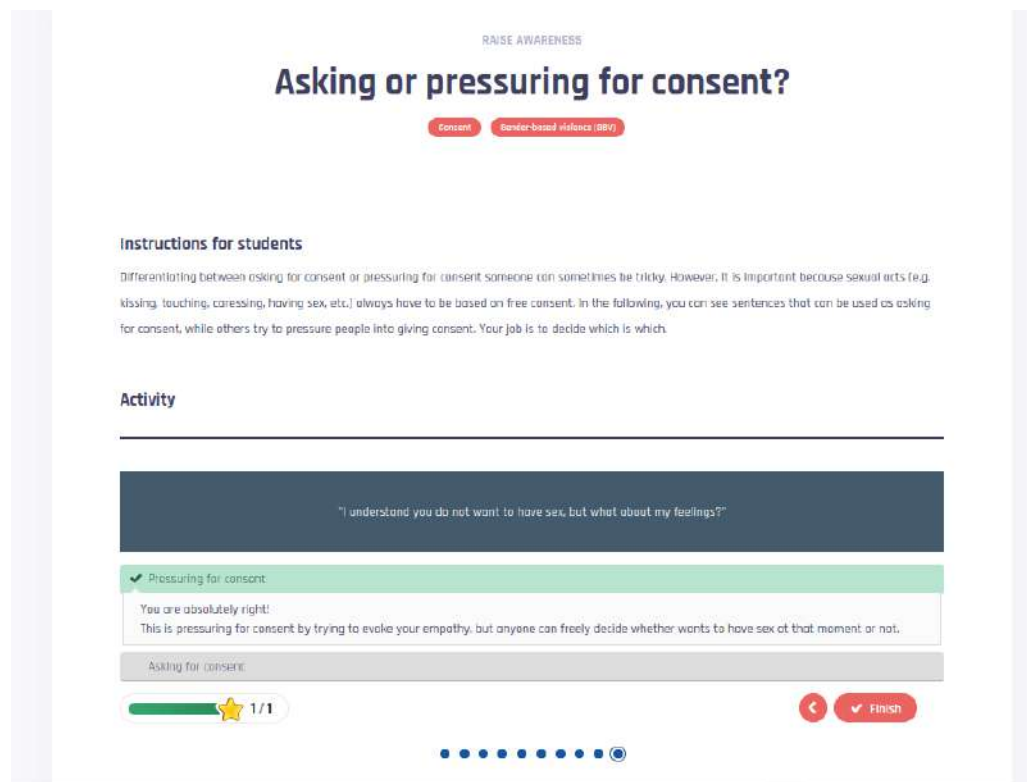 RAISE AWARENESS
Asking or pressuring for consent?
Consent
Gender-based violence (GBV)
Instructions for students
Differentiating between asking for consent or pressuring for consent someone can sometimes be tricky. However, it is important because sexual acts (e.g.
kissing, touching, caressing, having sex, etc.) always have to be based on free consent. In the following, you can see sentences that can be used as asking
for consent, while others try to pressure people into giving consent. Your job is to decide which is which.
Activity
"I understand you do not want to have sex, but what about my feelings?"
Pressuring for consent
You are absolutely right!
This is pressuring for consent by trying to evoke your empathy, but anyone can freely decide whether wants to have sex at that moment or not.
Asking for consent
1/1
Finish